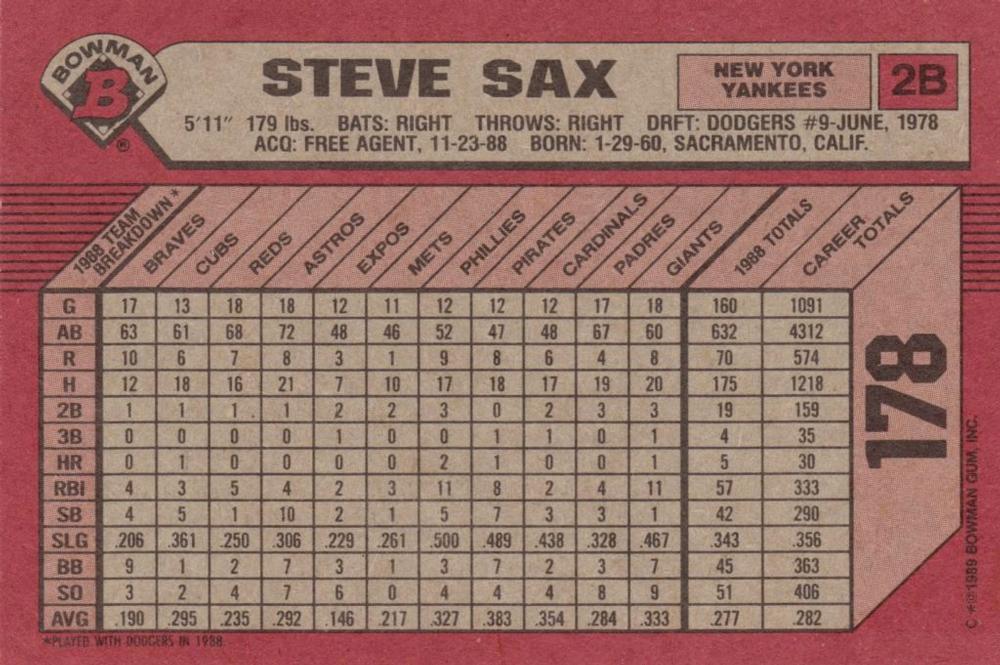 BOWMAN
B
®
STEVE SAX
NEW YORK
YANKEES
2B
5'11" 179 lbs. BATS: RIGHT THROWS: RIGHT DRFT: DODGERS #9-JUNE, 1978
ACQ: FREE AGENT, 11-23-88 BORN: 1-29-60, SACRAMENTO, CALIF.
1988 TEAM BREAKDOWN* BRAVES CUBS REDS ASTROS EXPOS METS PHILLIES PIRATES CARDINALS PADRES GIANTS 1988 TOTALS CAREER TOTALS
G 17 13 18 18 12 11 12 12 12 17 18 160 1091
AB 63 61 68 72 48 46 52 47 48 67 60 632 4312
R 10 6 7 8 3 1 9 8 6 4 8 70 574
H 12 18 16 21 7 10 17 18 17 19 20 175 1218
2B 1 1 1 1 2 2 3 0 2 3 3 19 159
3B 0 0 0 0 1 0 0 1 1 0 1 4 35
HR 0 1 0 0 0 0 2 1 0 0 1 5 30
RBI 4 3 5 4 2 3 11 8 2 4 11 57 333
SB 4 5 1 10 2 1 5 7 3 3 1 42 290
SLG .206 .361 .250 .306 .229 .261 .500 .489 .438 .328 .467 .343 .356
BB 9 1 2 7 3 1 3 7 2 3 7 45 363
SO 3 2 4 7 6 0 4 4 4 8 9 51 406
AVG .190 .295 .235 .292 .146 .217 .327 .383 .354 .284 .333 .277 .282
*PLAYED WITH DODGERS IN 1988.
178
C *®1989 BOWMAN GUM, INC.